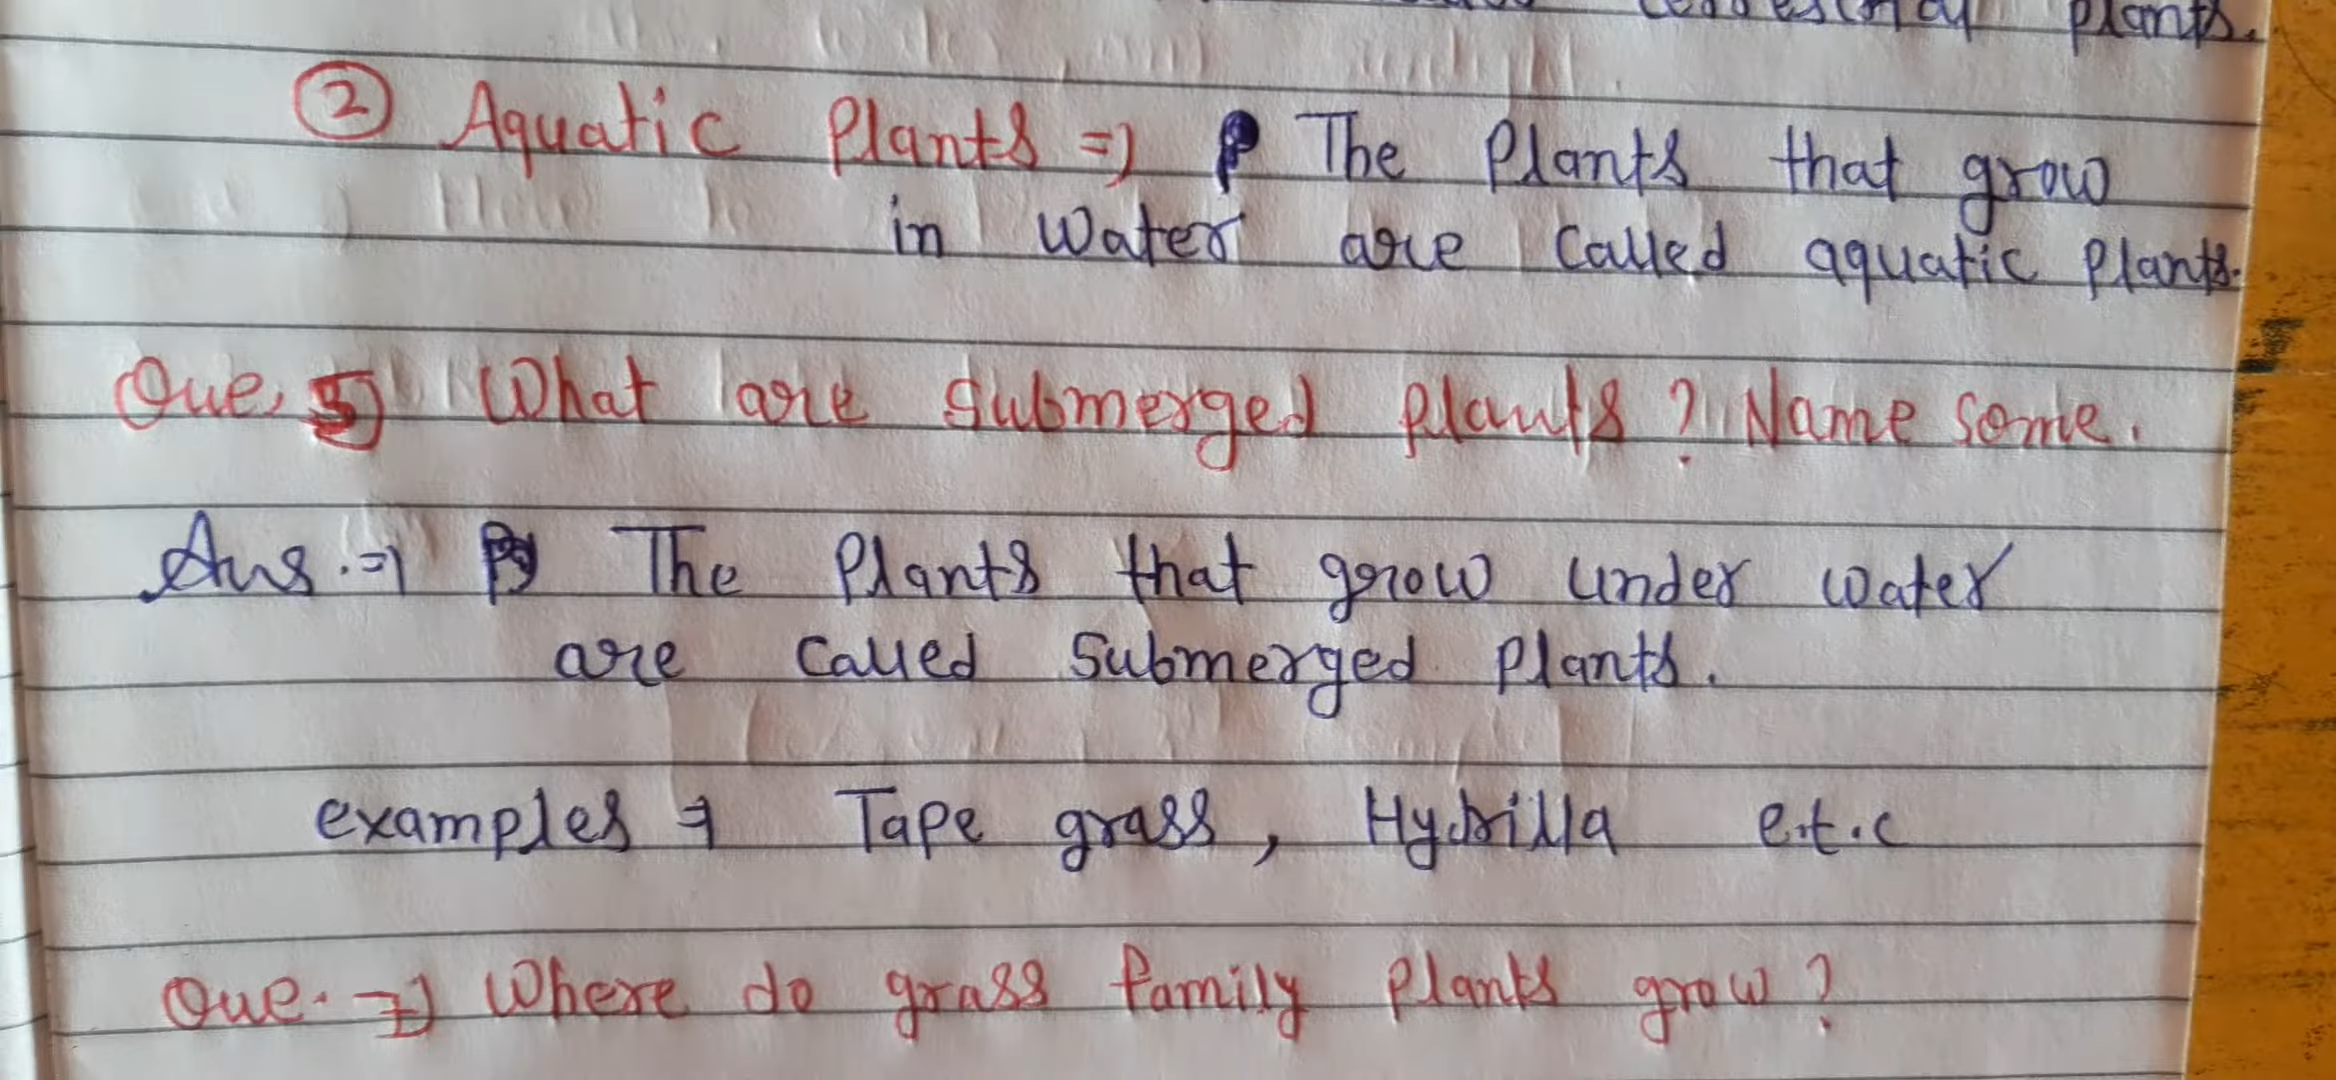 plants.
② Aquatic Plants => The Plants that grow
in water are called aquatic plants.
Que. 5) What are submerged plants? Name some.
Ans. => The Plants that grow under water
are called submerged plants.
examples => Tape grass, Hydrilla e.t.c
Que. 7) Where do grass family plants grow?